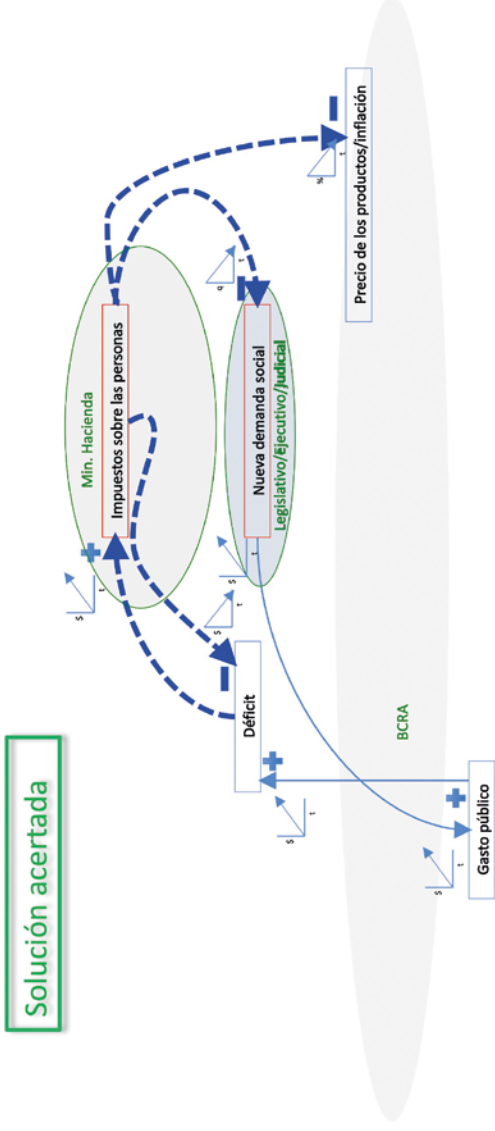 Solución acertada
Min. Hacienda
$
t
+
Impuestos sobre las personas
$
t
q
t
Déficit
$
t
+
$
t
Nueva demanda social
Legislativo/Ejecutivo/Judicial
%
t
Precio de los productos/inflación
BCRA
$
t
+
Gasto público